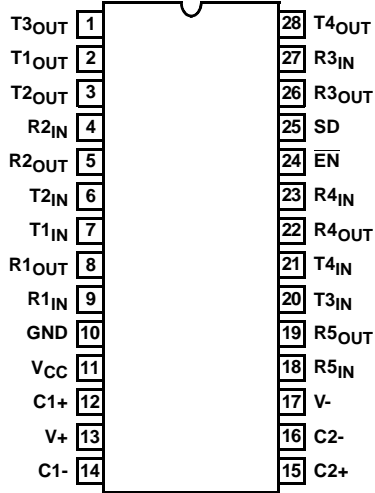 T3OUT 1 28 T4OUT
T1OUT 2 27 R3IN
T2OUT 3 26 R3OUT
R2IN 4 25 SD
R2OUT 5 24 E̅N̅
T2IN 6 23 R4IN
T1IN 7 22 R4OUT
R1OUT 8 21 T4IN
R1IN 9 20 T3IN
GND 10 19 R5OUT
VCC 11 18 R5IN
C1+ 12 17 V-
V+ 13 16 C2-
C1- 14 15 C2+